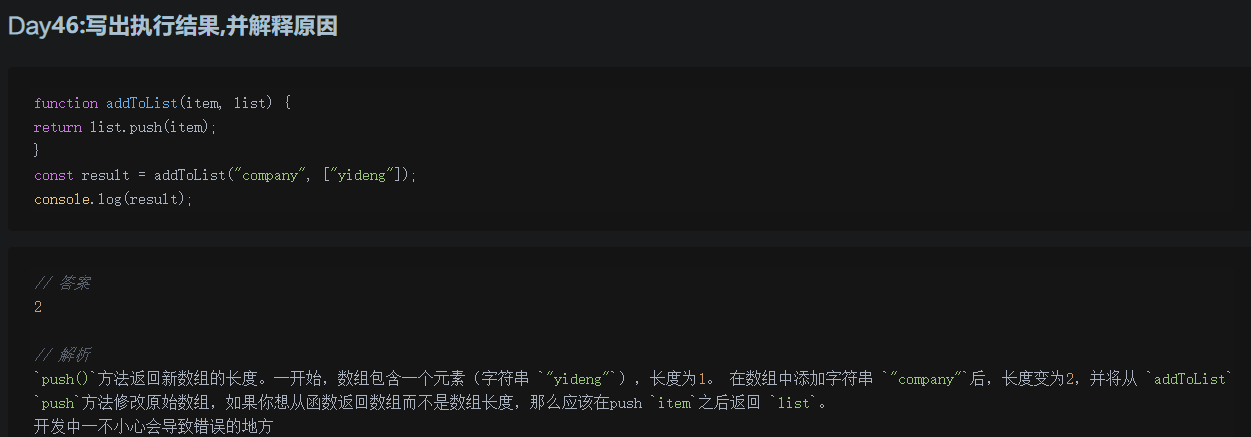 Day46:写出执行结果,并解释原因
function addToList(item, list) {
return list.push(item);
}
const result = addToList("company", ["yideng"]);
console.log(result);
// 答案
2
// 解析
`push()`方法返回新数组的长度。一开始，数组包含一个元素（字符串 `"yideng"`），长度为1。 在数组中添加字符串 `"company"`后，长度变为2，并将从 `addToList`
`push`方法修改原始数组，如果你想从函数返回数组而不是数组长度，那么应该在push `item`之后返回 `list`。
开发中一不小心会导致错误的地方